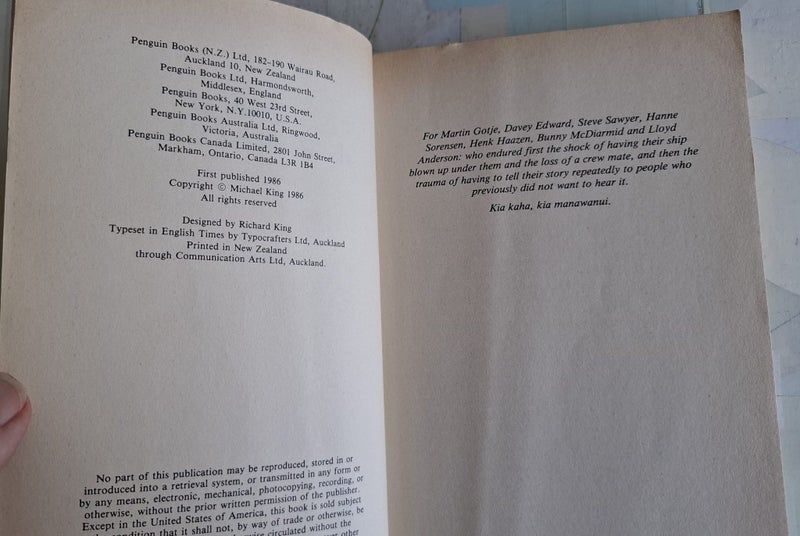 Penguin Books (N.Z.) Ltd, 182–190 Wairau Road,
Auckland 10, New Zealand
Penguin Books Ltd, Harmondsworth,
Middlesex, England
Penguin Books, 40 West 23rd Street,
New York, N.Y.10010, U.S.A.
Penguin Books Australia Ltd, Ringwood,
Victoria, Australia
Penguin Books Canada Limited, 2801 John Street,
Markham, Ontario, Canada L3R 1B4
First published 1986
Copyright © Michael King 1986
All rights reserved
Designed by Richard King
Typeset in English Times by Typocrafters Ltd, Auckland
Printed in New Zealand
through Communication Arts Ltd, Auckland.
No part of this publication may be reproduced, stored in or
introduced into a retrieval system, or transmitted in any form or
by any means, electronic, mechanical, photocopying, recording, or
otherwise, without the prior written permission of the publisher.
Except in the United States of America, this book is sold subject
condition that it shall not, by way of trade or otherwise, be
circulated without the
other
For Martin Gotje, Davey Edward, Steve Sawyer, Hanne
Sorensen, Henk Haazen, Bunny McDiarmid and Lloyd
Anderson: who endured first the shock of having their ship
blown up under them and the loss of a crew mate, and then the
trauma of having to tell their story repeatedly to people who
previously did not want to hear it.
Kia kaha, kia manawanui.